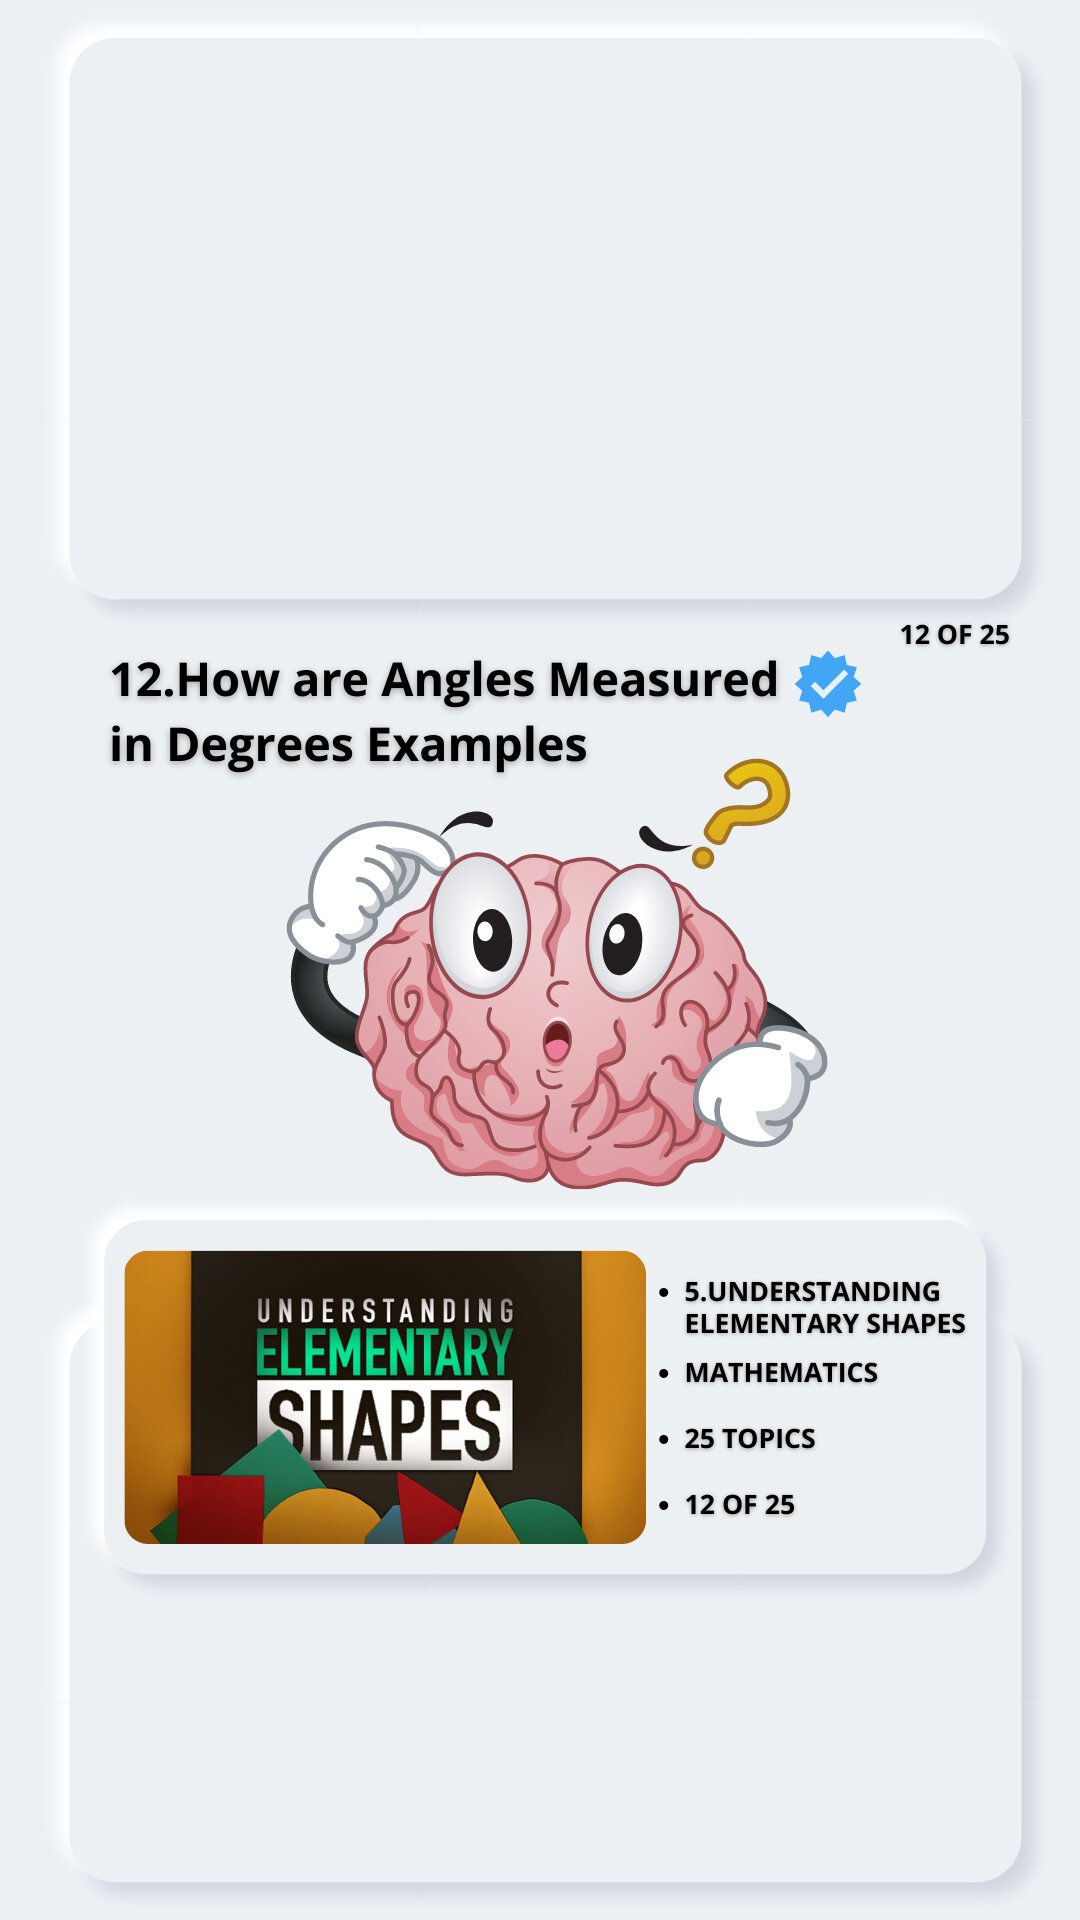 12 OF 25
12.How are Angles Measured
in Degrees Examples
?
UNDERSTANDING
ELEMENTARY
SHAPES
• 5.UNDERSTANDING
ELEMENTARY SHAPES
• MATHEMATICS
• 25 TOPICS
• 12 OF 25